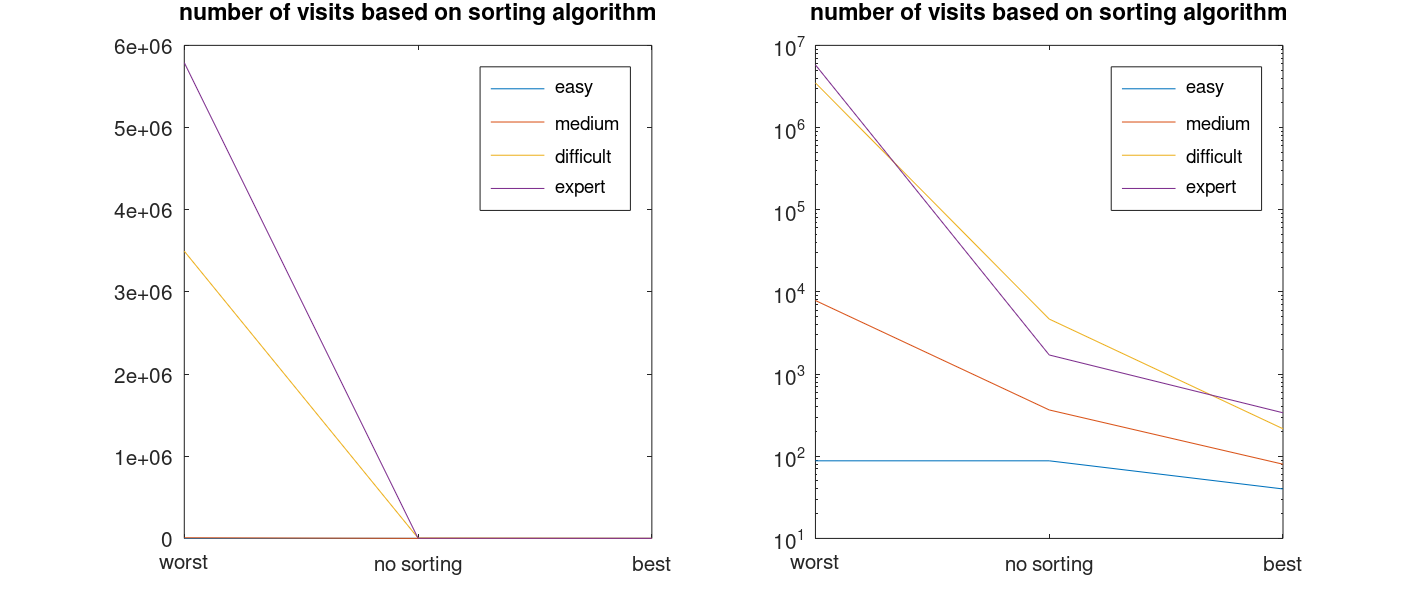 number of visits based on sorting algorithm
6e+06
5e+06
4e+06
3e+06
2e+06
1e+06
0
worst
no sorting
best
easy
medium
difficult
expert
number of visits based on sorting algorithm
10^7
10^6
10^5
10^4
10^3
10^2
10^1
worst
no sorting
best
easy
medium
difficult
expert